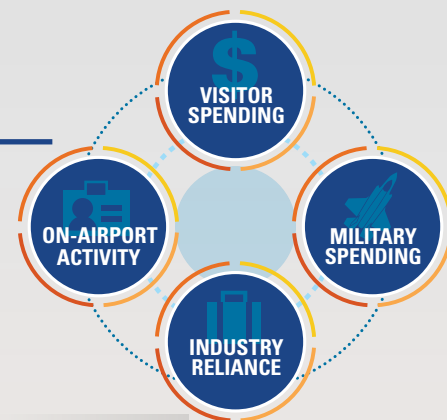 $
VISITOR
SPENDING
ON-AIRPORT
ACTIVITY
MILITARY
SPENDING
INDUSTRY
RELIANCE